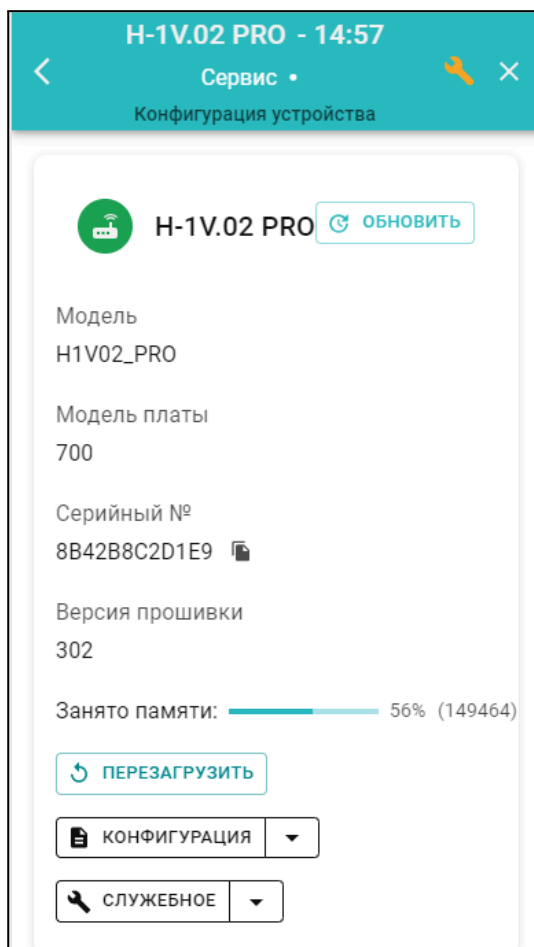 H-1V.02 PRO - 14:57
Сервис •
Конфигурация устройства
H-1V.02 PRO
ОБНОВИТЬ
Модель
H1V02_PRO
Модель платы
700
Серийный №
8B42B8C2D1E9
Версия прошивки
302
Занято памяти: 56% (149464)
ПЕРЕЗАГРУЗИТЬ
КОНФИГУРАЦИЯ
СЛУЖЕБНОЕ